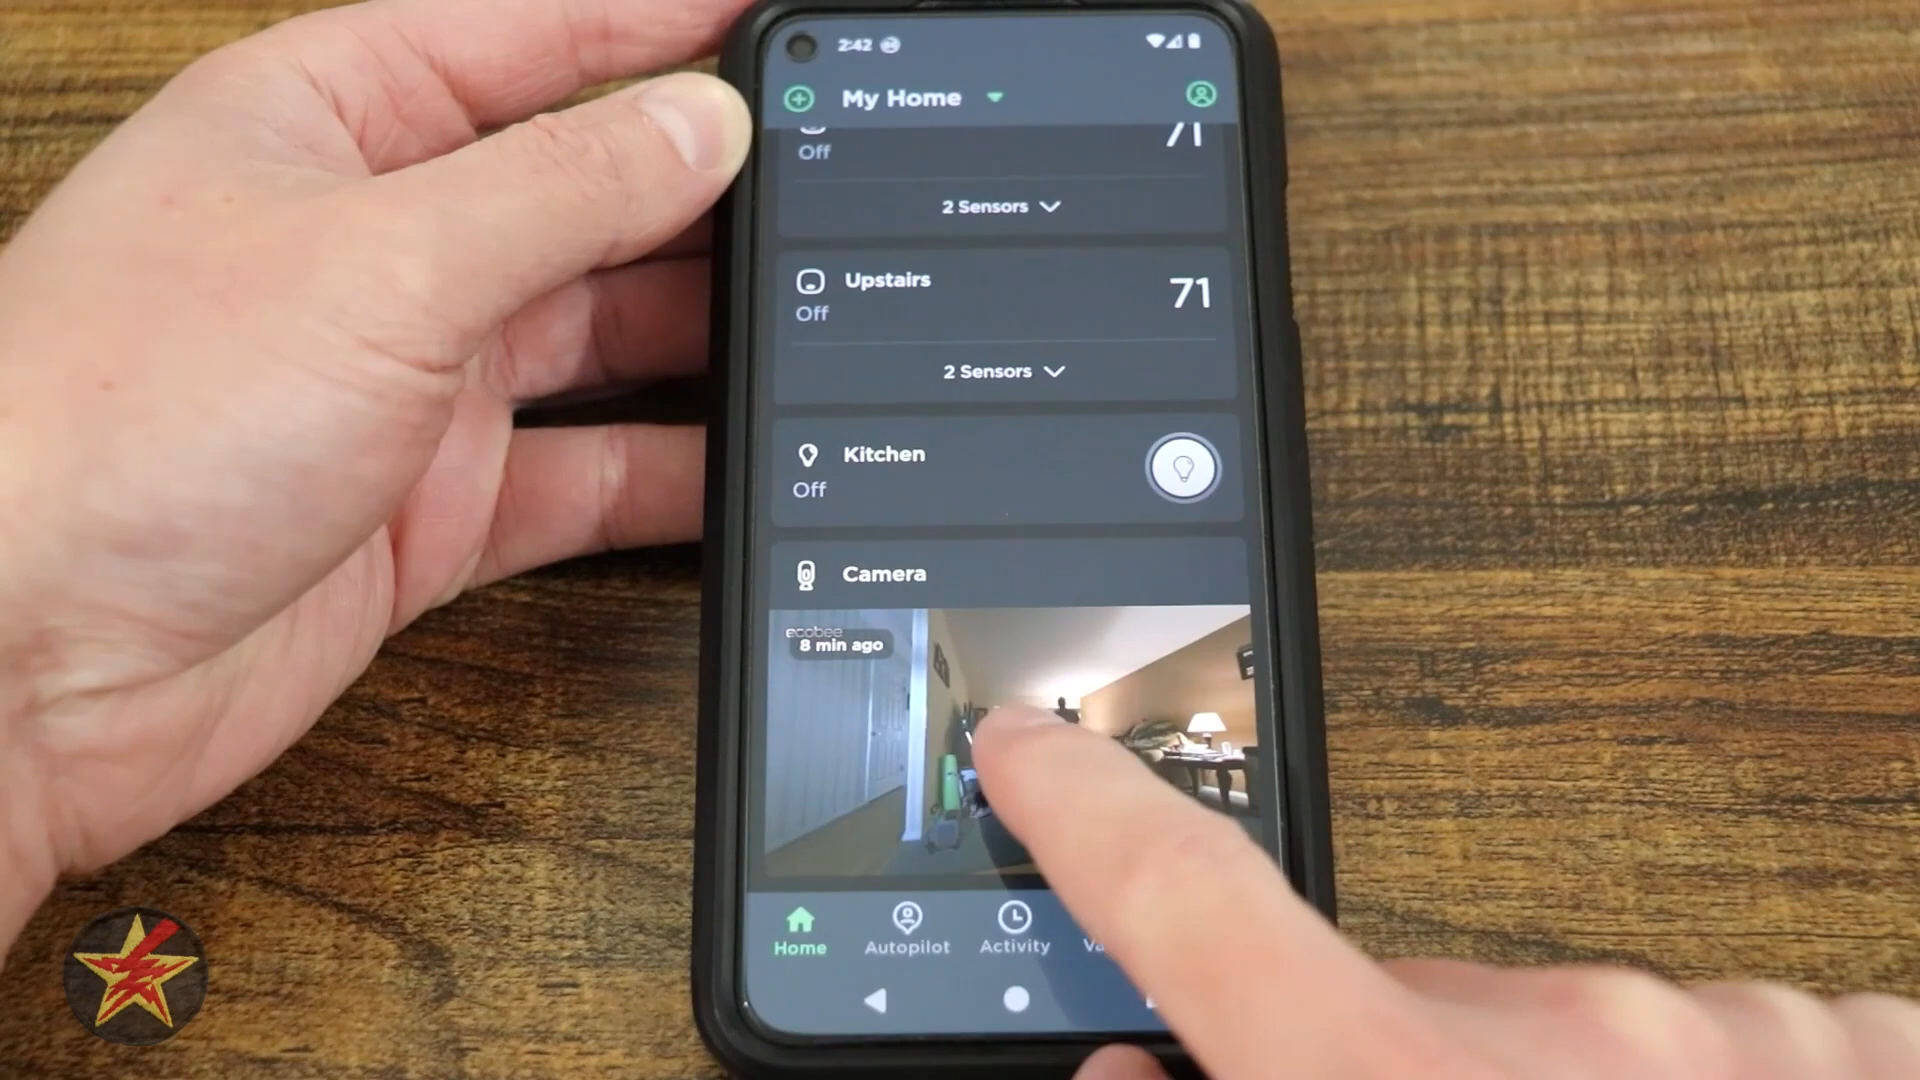 2:42
My Home
Off
71
2 Sensors
Upstairs
71
Off
2 Sensors
Kitchen
Off
Camera
ecobee
8 min ago
Home
Autopilot
Activity